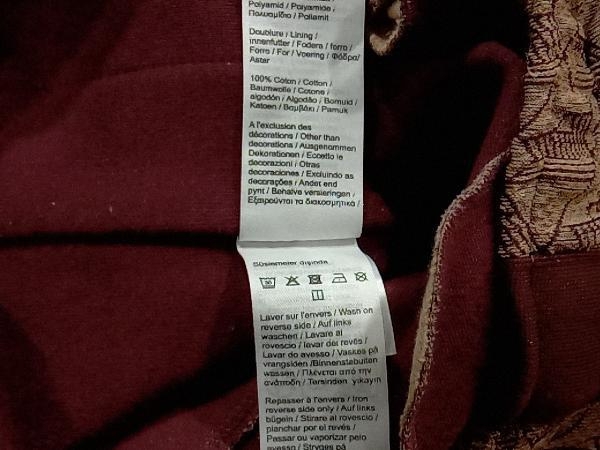 Polyamid / Polyamide /
Πολυαμίδιο / Poliamit
Doublure / Lining /
Innenfutter / Fodera / forro /
Forro / For / Voering / Φόδρα/
Astar
100% Coton / Cotton /
Baumwolle / Cotone /
algodón / Algodão / Bomuld /
Katoen / Βαμβάκι / Pamuk
A l'exclusion des
décorations / Other than
decorations / Ausgenommen
Dekorationen / Eccetto le
decorazioni / Otras
decoraciones / Excluindo as
decorações / Andet end
pynt / Behalve versieringen /
Εξαιρούνται τα διακοσμητικά /
Süslemeler dışında
30
Laver sur l'envers / Wash on
reverse side / Auf links
waschen / Lavare al
rovescio / lavar del revés /
Lavar do avesso / Vaskes på
vrangsiden /Binnenstebuiten
wassen / Πλένεται από την
ανάποδη / Tersinden yıkayın
Repasser à l'envers / Iron
reverse side only / Auf links
bügeln / Stirare al rovescio /
planchar por el revés /
Passar ou vaporizar pelo
avesso / Stryges på